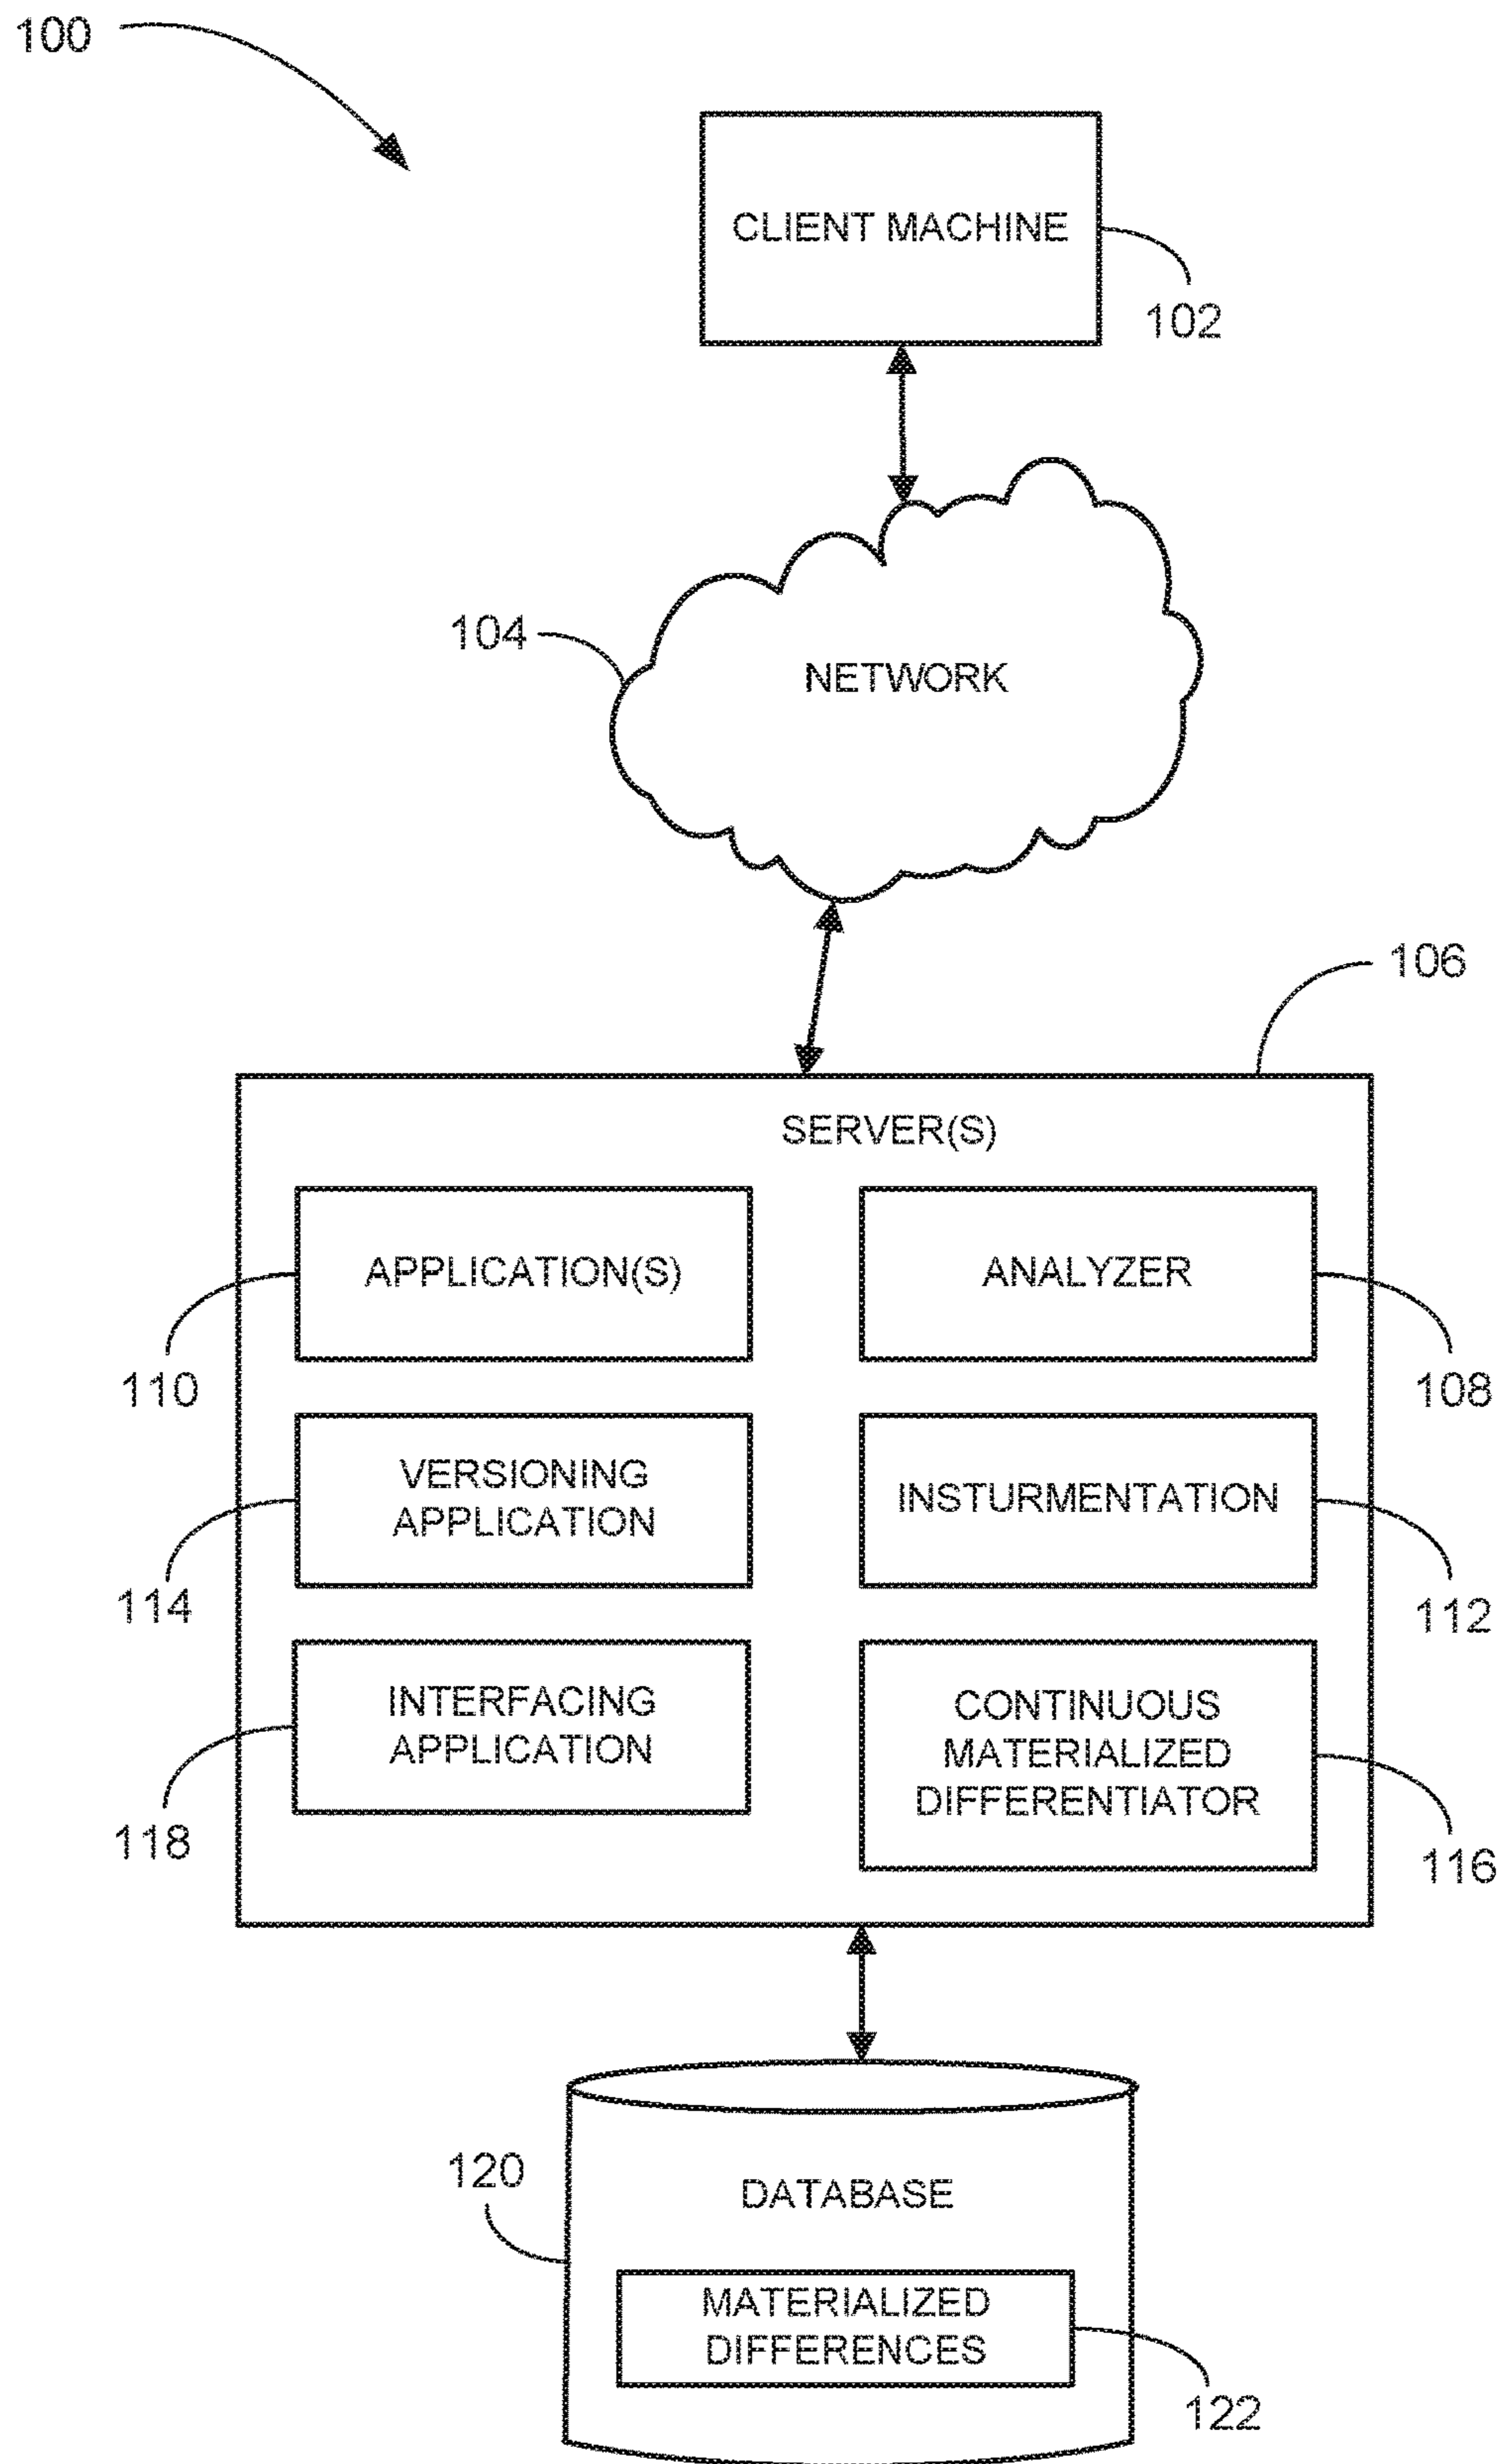 100
CLIENT MACHINE
102
104
NETWORK
106
SERVER(S)
APPLICATION(S)
ANALYZER
110
108
VERSIONING
APPLICATION
INSTURMENTATION
114
112
INTERFACING
APPLICATION
CONTINUOUS
MATERIALIZED
DIFFERENTIATOR
118
116
120
DATABASE
MATERIALIZED
DIFFERENCES
122